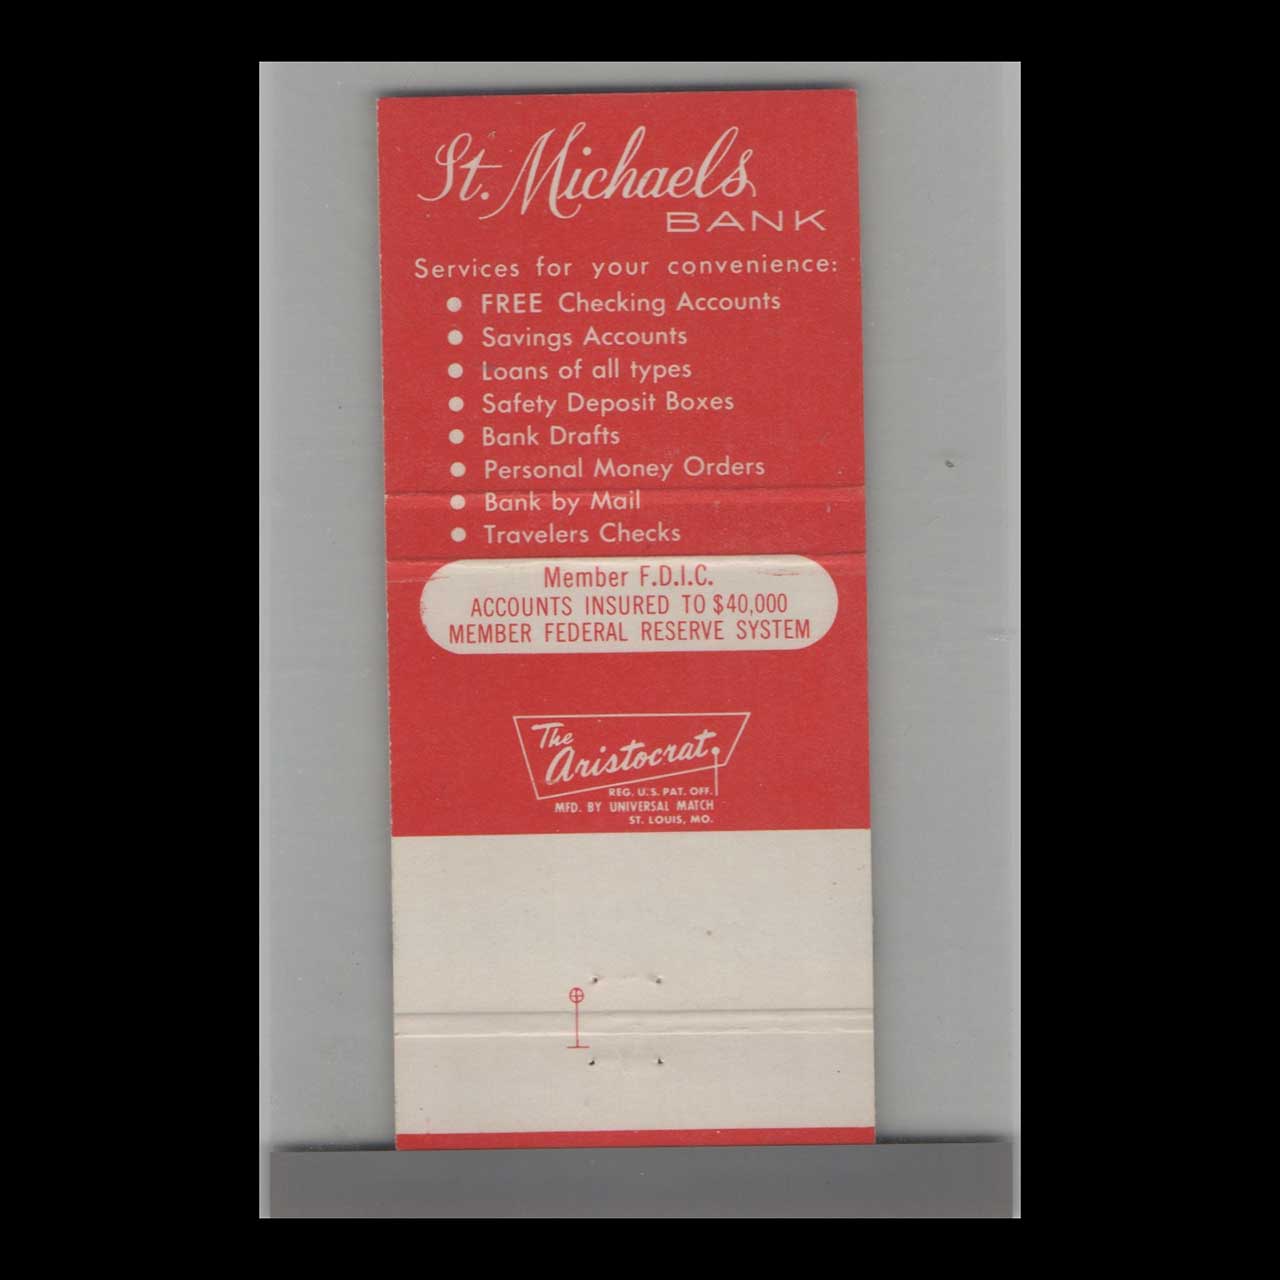 St. Michaels
BANK
Services for your convenience:
● FREE Checking Accounts
● Savings Accounts
● Loans of all types
● Safety Deposit Boxes
● Bank Drafts
● Personal Money Orders
● Bank by Mail
● Travelers Checks
Member F.D.I.C.
ACCOUNTS INSURED TO $40,000
MEMBER FEDERAL RESERVE SYSTEM
The
Aristocrat
REG. U.S. PAT. OFF.
MFD. BY UNIVERSAL MATCH
ST. LOUIS, MO.